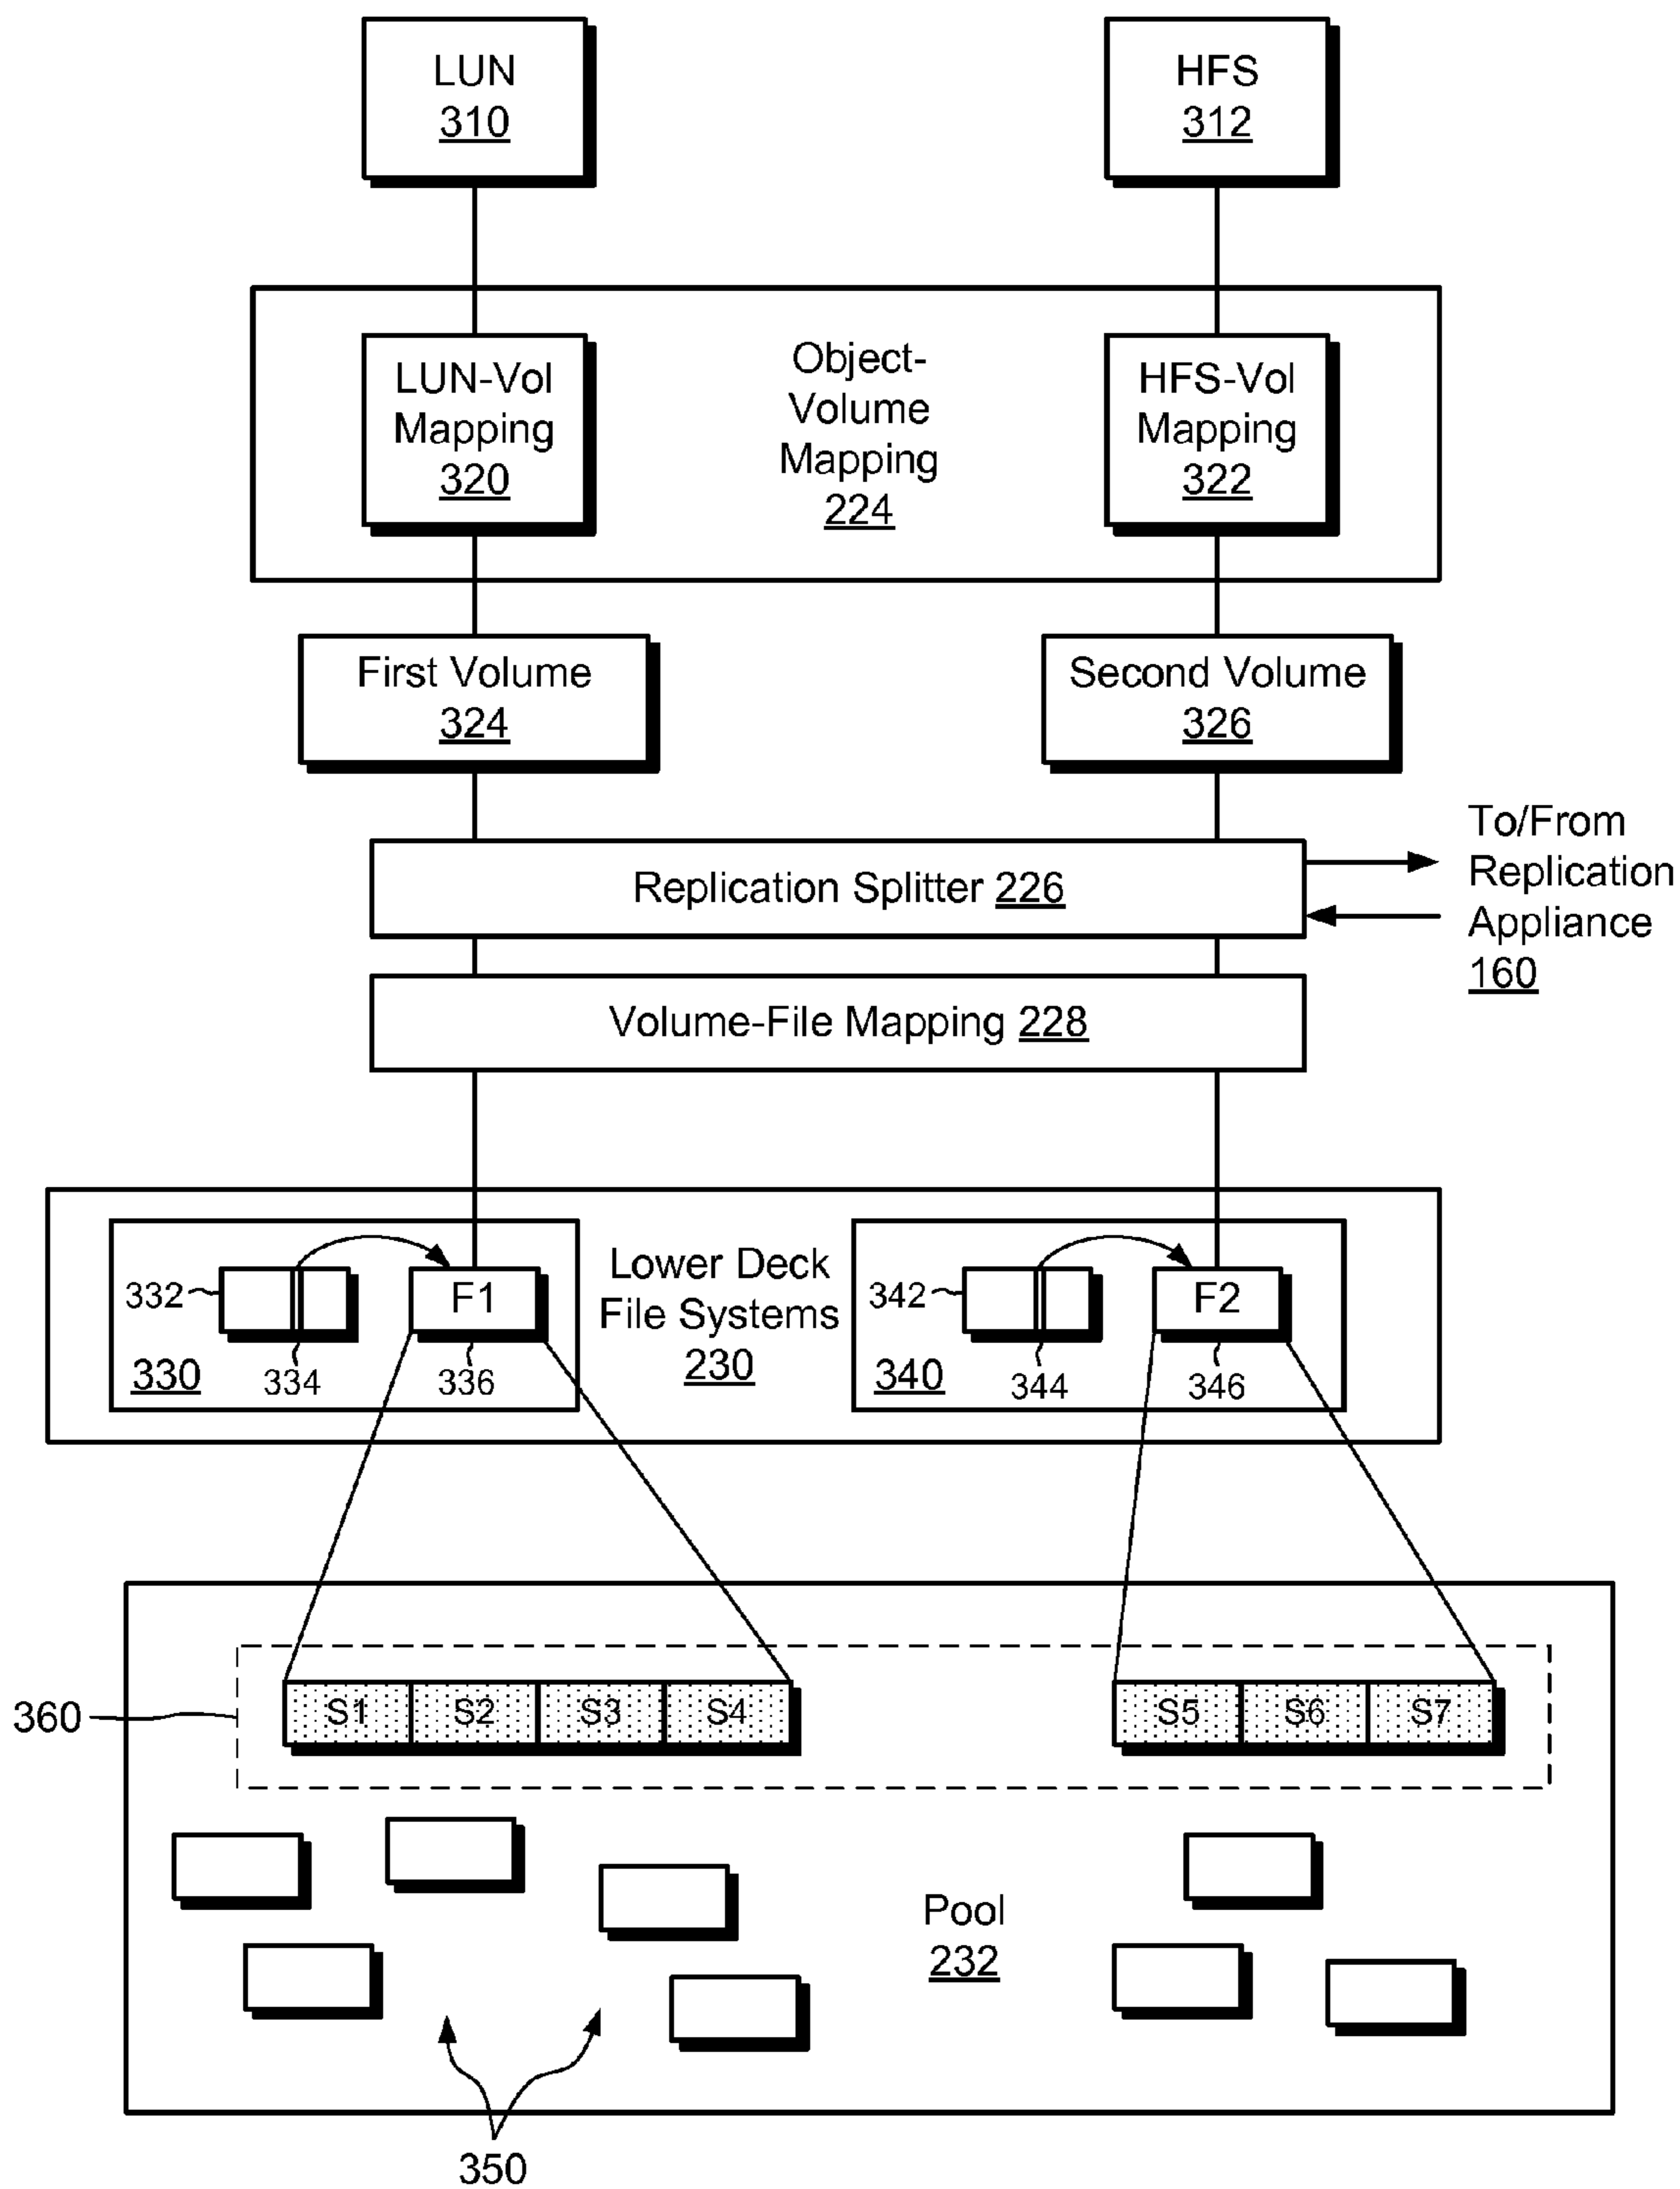 LUN
310
HFS
312
LUN-Vol
Mapping
320
Object-
Volume
Mapping
224
HFS-Vol
Mapping
322
First Volume
324
Second Volume
326
Replication Splitter 226
To/From
Replication
Appliance
160
Volume-File Mapping 228
332
334
330
F1
336
Lower Deck
File Systems
230
342
344
340
F2
346
360
S1 S2 S3 S4
S5 S6 S7
Pool
232
350